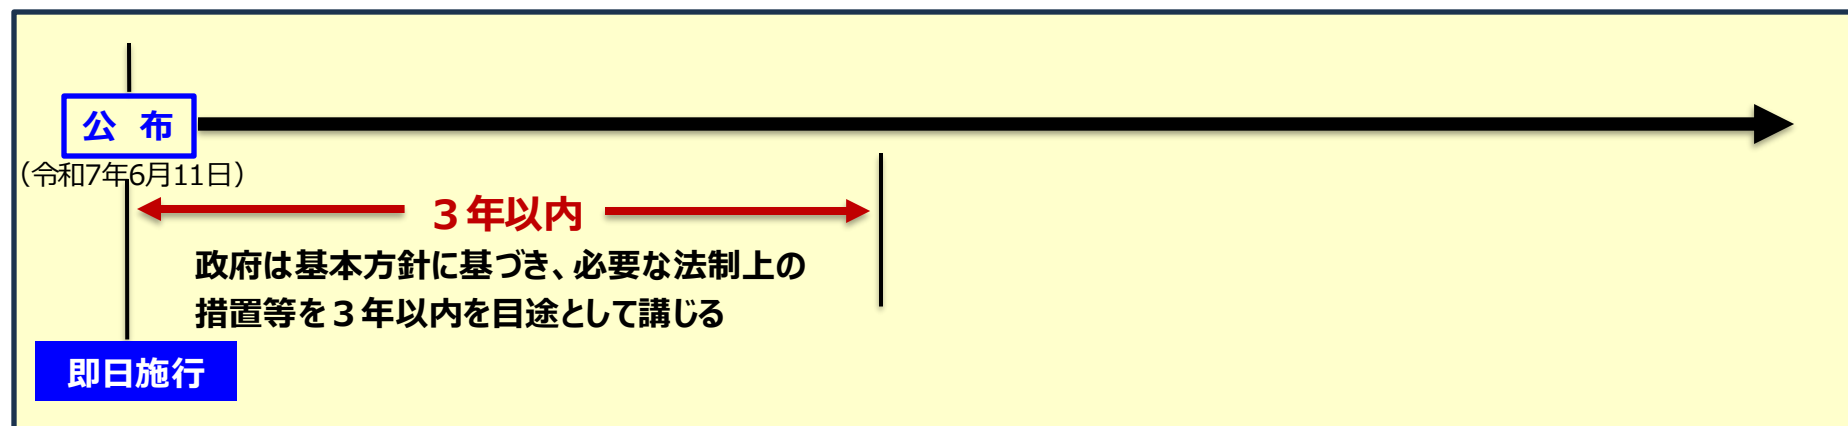 公 布
（令和7年6月11日）
３年以内
政府は基本方針に基づき、必要な法制上の
措置等を３年以内を目途として講じる
即日施行